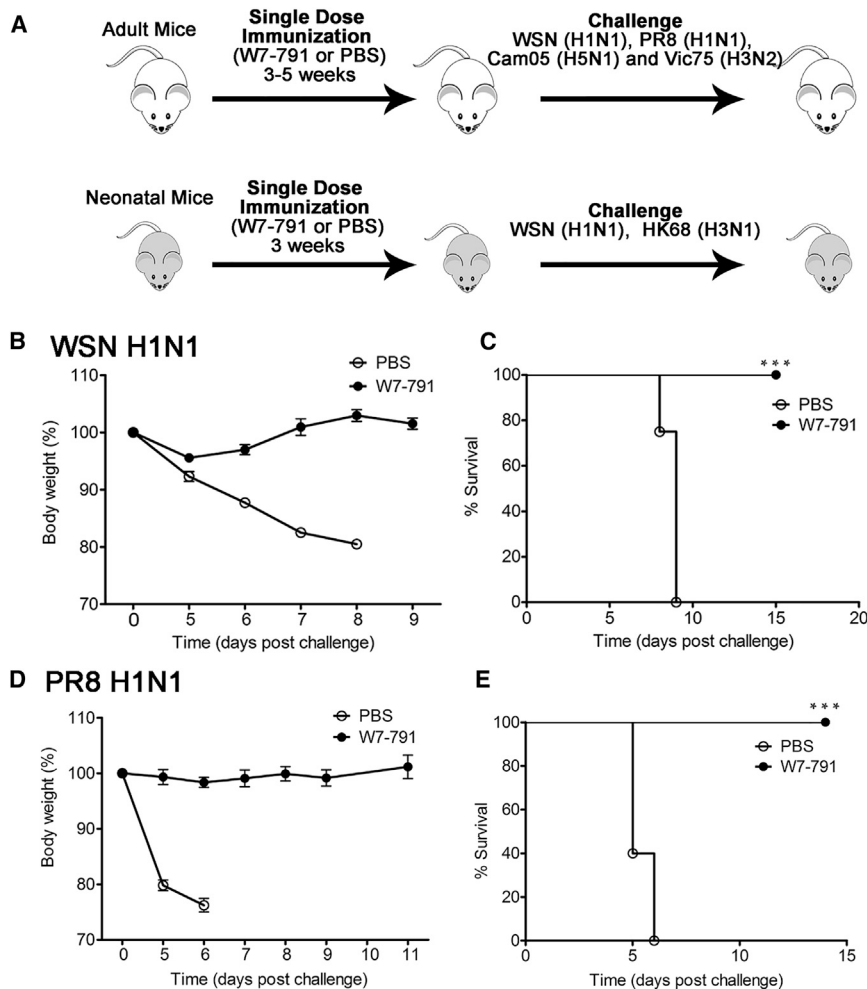 A
Adult Mice
Single Dose
Immunization
(W7-791 or PBS)
3-5 weeks
Challenge
WSN (H1N1), PR8 (H1N1),
Cam05 (H5N1) and Vic75 (H3N2)
Neonatal Mice
Single Dose
Immunization
(W7-791 or PBS)
3 weeks
Challenge
WSN (H1N1), HK68 (H3N1)
B
WSN H1N1
PBS
W7-791
110
100
90
80
70
Body weight (%)
0 5 6 7 8 9
Time (days post challenge)
C
***
PBS
W7-791
100
80
60
40
20
0
% Survival
0 5 10 15 20
Time (days post challenge)
D
PR8 H1N1
PBS
W7-791
110
100
90
80
70
Body weight (%)
0 5 6 7 8 9 10 11
Time (days post challenge)
E
***
PBS
W7-791
100
80
60
40
20
0
% Survival
0 5 10 15
Time (days post challenge)